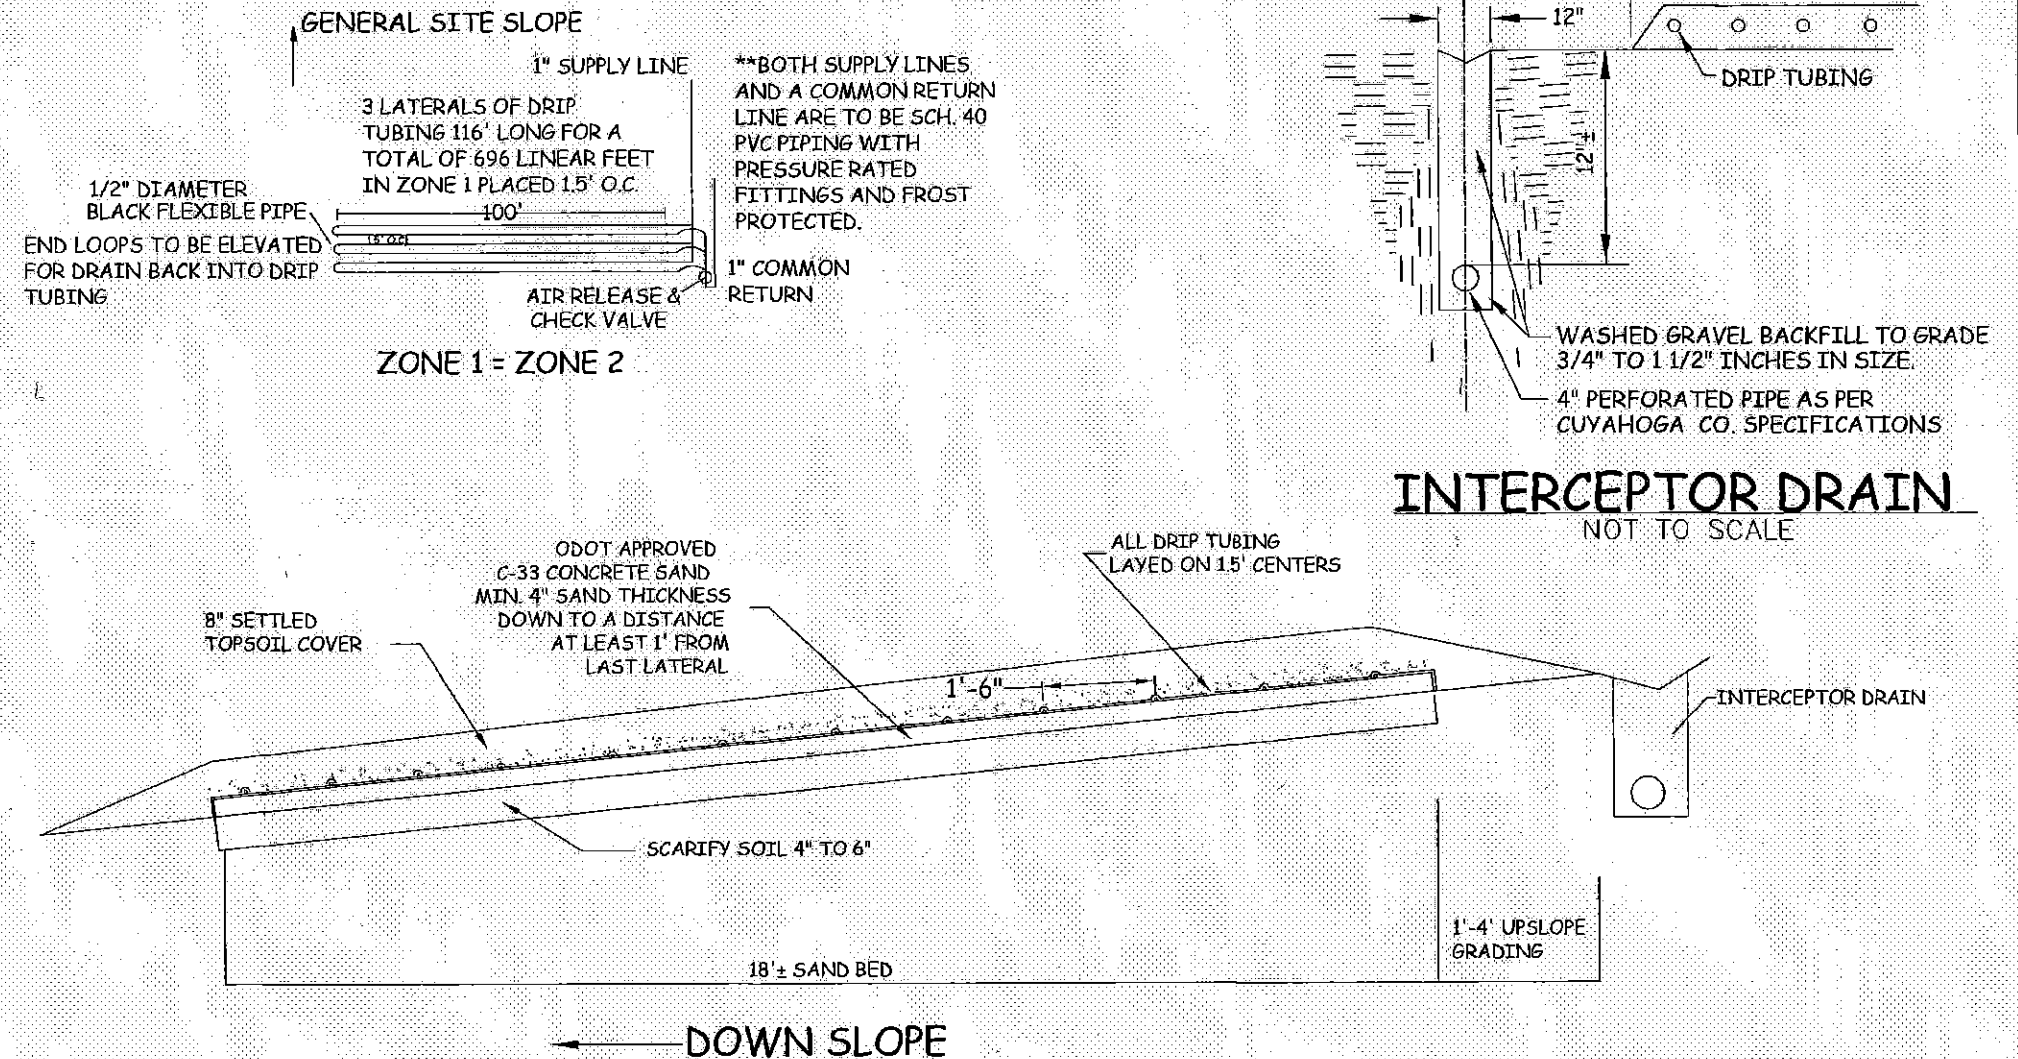 GENERAL SITE SLOPE
1" SUPPLY LINE
3 LATERALS OF DRIP
TUBING 116' LONG FOR A
TOTAL OF 696 LINEAR FEET
IN ZONE 1 PLACED 1.5' O.C.
**BOTH SUPPLY LINES
AND A COMMON RETURN
LINE ARE TO BE SCH. 40
PVC PIPING WITH
PRESSURE RATED
FITTINGS AND FROST
PROTECTED.
1/2" DIAMETER
BLACK FLEXIBLE PIPE
100'
END LOOPS TO BE ELEVATED
FOR DRAIN BACK INTO DRIP
TUBING
1" COMMON
RETURN
AIR RELEASE &
CHECK VALVE
ZONE 1 = ZONE 2
12"
DRIP TUBING
12"±
WASHED GRAVEL BACKFILL TO GRADE
3/4" TO 1 1/2" INCHES IN SIZE.
4" PERFORATED PIPE AS PER
CUYAHOGA CO. SPECIFICATIONS
INTERCEPTOR DRAIN
NOT TO SCALE
ODOT APPROVED
C-33 CONCRETE SAND
MIN. 4" SAND THICKNESS
DOWN TO A DISTANCE
AT LEAST 1' FROM
LAST LATERAL
ALL DRIP TUBING
LAYED ON 1.5' CENTERS
8" SETTLED
TOPSOIL COVER
1'-6"
INTERCEPTOR DRAIN
SCARIFY SOIL 4" TO 6"
1'-4' UPSLOPE
GRADING
18'± SAND BED
DOWN SLOPE